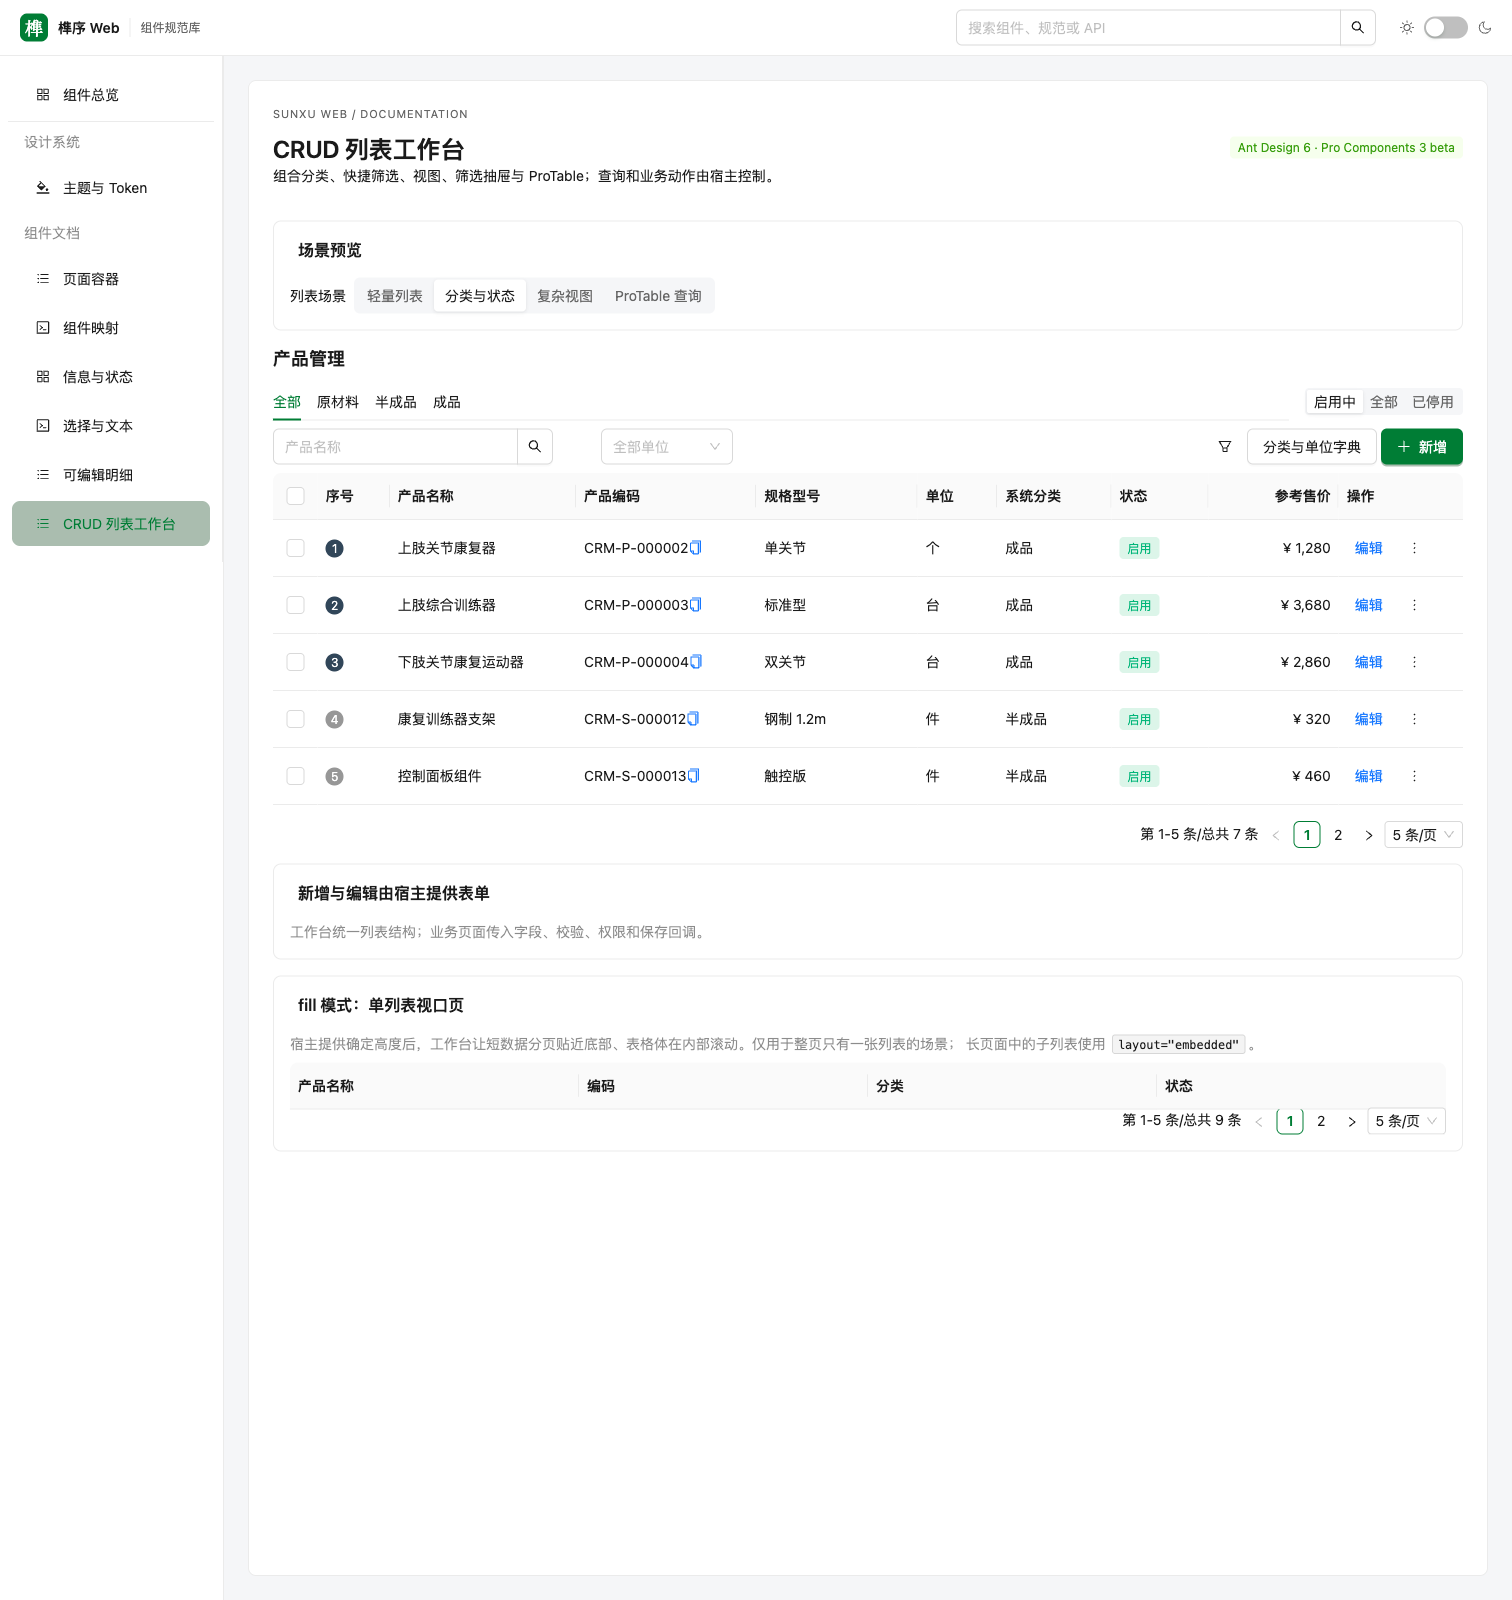 榫 榫序 Web 组件规范库 搜索组件、规范或 API
组件总览
设计系统
主题与 Token
组件文档
页面容器
组件映射
信息与状态
选择与文本
可编辑明细
CRUD 列表工作台
SUNXU WEB / DOCUMENTATION
CRUD 列表工作台
Ant Design 6 · Pro Components 3 beta
组合分类、快捷筛选、视图、筛选抽屉与 ProTable；查询和业务动作由宿主控制。
场景预览
列表场景 轻量列表 分类与状态 复杂视图 ProTable 查询
产品管理
全部 原材料 半成品 成品 启用中 全部 已停用
产品名称 全部单位 分类与单位字典 新增
序号 产品名称 产品编码 规格型号 单位 系统分类 状态 参考售价 操作
1 上肢关节康复器 CRM-P-000002 单关节 个 成品 启用 ¥ 1,280 编辑
2 上肢综合训练器 CRM-P-000003 标准型 台 成品 启用 ¥ 3,680 编辑
3 下肢关节康复运动器 CRM-P-000004 双关节 台 成品 启用 ¥ 2,860 编辑
4 康复训练器支架 CRM-S-000012 钢制 1.2m 件 半成品 启用 ¥ 320 编辑
5 控制面板组件 CRM-S-000013 触控版 件 半成品 启用 ¥ 460 编辑
第 1-5 条/总共 7 条 1 2 5 条/页
新增与编辑由宿主提供表单
工作台统一列表结构；业务页面传入字段、校验、权限和保存回调。
fill 模式：单列表视口页
宿主提供确定高度后，工作台让短数据分页贴近底部、表格体在内部滚动。仅用于整页只有一张列表的场景； 长页面中的子列表使用 layout="embedded" 。
产品名称 编码 分类 状态
第 1-5 条/总共 9 条 1 2 5 条/页